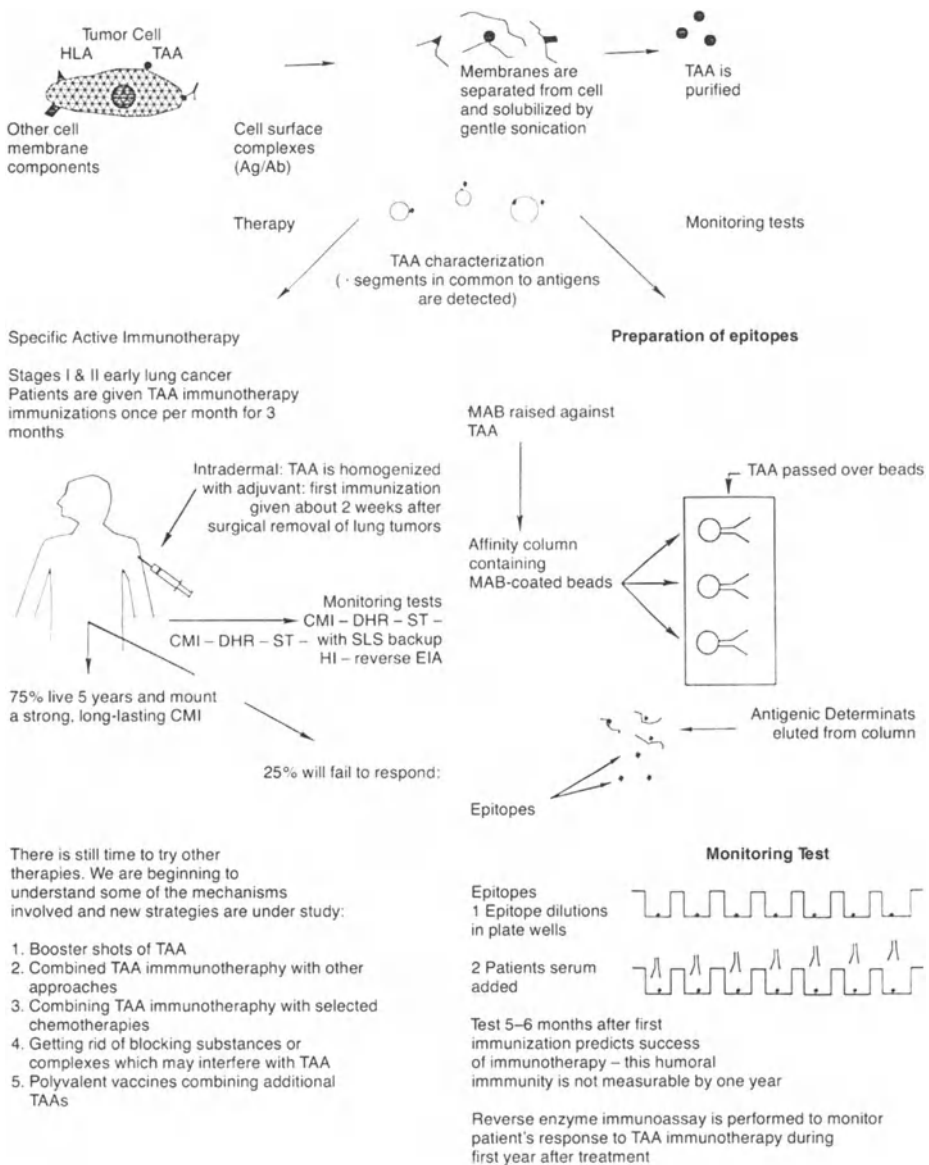 Tumor Cell
HLA TAA
Other cell
membrane
components
Cell surface
complexes
(Ag/Ab)
Membranes are
separated from cell
and solubilized by
gentle sonication
TAA is
purified
Therapy
Monitoring tests
TAA characterization
( · segments in common to antigens
are detected)
Specific Active Immunotherapy
Stages I & II early lung cancer
Patients are given TAA immunotherapy
immunizations once per month for 3
months
Intradermal: TAA is homogenized
with adjuvant: first immunization
given about 2 weeks after
surgical removal of lung tumors
Monitoring tests
CMI – DHR – ST –
CMI – DHR – ST – with SLS backup
HI – reverse EIA
75% live 5 years and mount
a strong, long-lasting CMI
25% will fail to respond:
There is still time to try other
therapies. We are beginning to
understand some of the mechanisms
involved and new strategies are under study:
1. Booster shots of TAA
2. Combined TAA immmunotheraphy with other
approaches
3. Combining TAA immunotheraphy with selected
chemotherapies
4. Getting rid of blocking substances or
complexes which may interfere with TAA
5. Polyvalent vaccines combining additional
TAAs
Preparation of epitopes
MAB raised against
TAA
TAA passed over beads
Affinity column
containing
MAB-coated beads
Antigenic Determinats
eluted from column
Epitopes
Monitoring Test
Epitopes
1 Epitope dilutions
in plate wells
2 Patients serum
added
Test 5–6 months after first
immunization predicts success
of immunotherapy – this humoral
immmunity is not measurable by one year
Reverse enzyme immunoassay is performed to monitor
patient's response to TAA immunotherapy during
first year after treatment